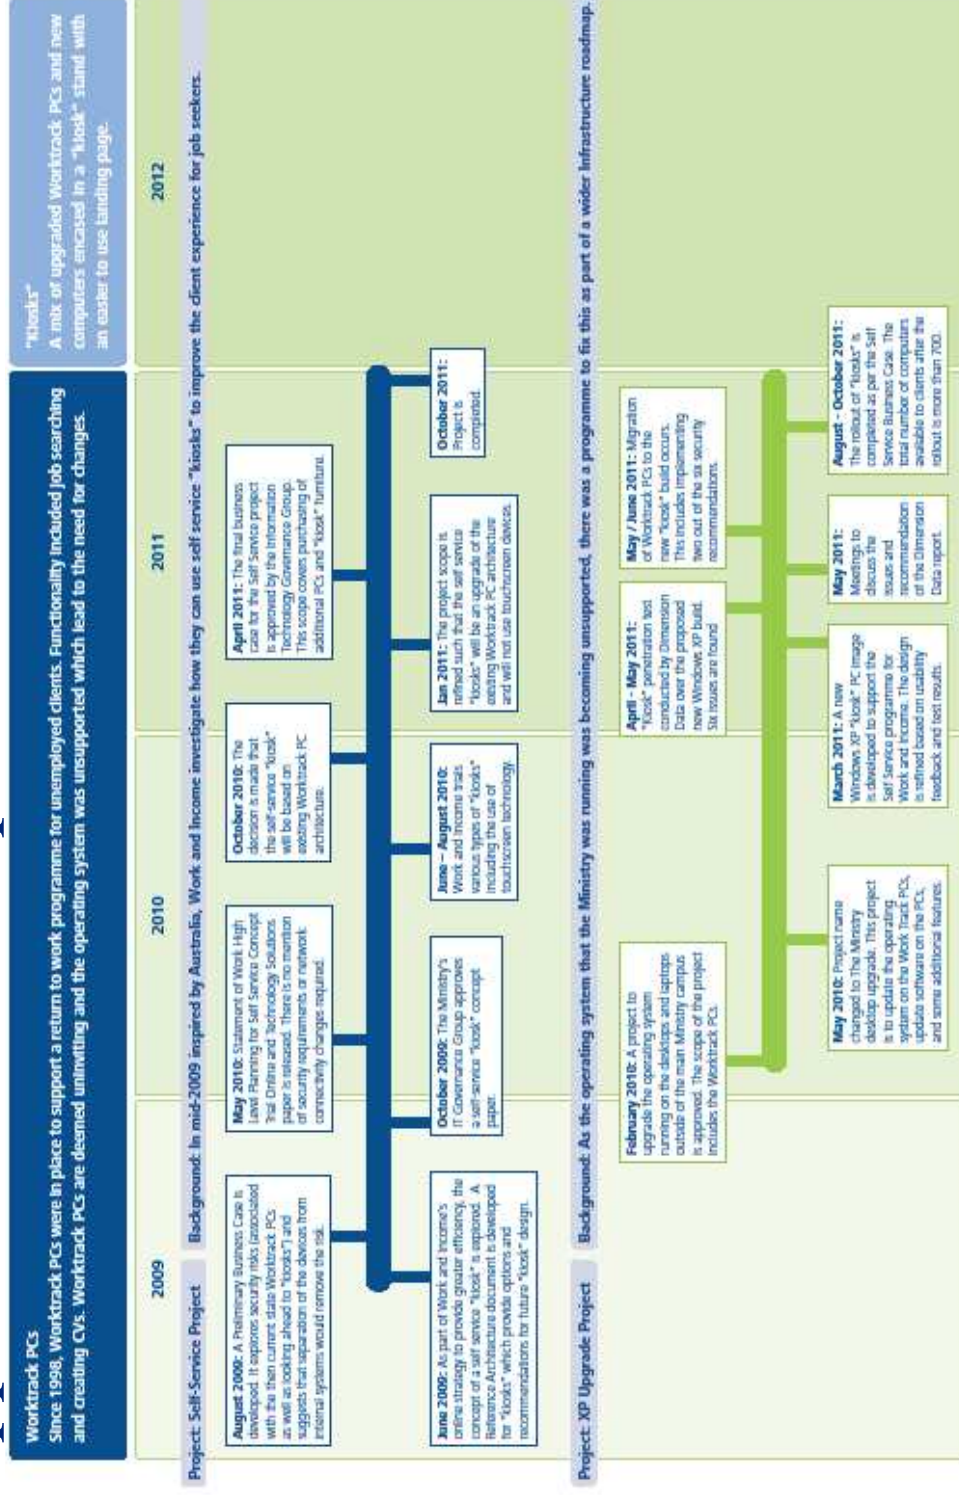 Worktrack PCs
Since 1998, Worktrack PCs were in place to support a return to work programme for unemployed clients. Functionality included job searching
and creating CVs. Worktrack PCs are deemed uninviting and the operating system was unsupported which lead to the need for changes.
"Kiosks"
A mix of upgraded Worktrack PCs and new
computers encased in a "kiosk" stand with
an easier to use landing page.
2009
2010
2011
2012
Project: Self-Service Project
Background: In mid-2009 inspired by Australia, Work and Income investigate how they can use self service "kiosks" to improve the client experience for job seekers.
August 2009: A Preliminary Business Case is
developed. It explores security risks (associated
with the then current state Worktrack PCs
as well as looking ahead to "kiosks") and
suggests that separation of the devices from
internal systems would remove the risk.
May 2010: Statement of Work High
Level Planning for Self Service Concept
Trial Online and Technology Solutions
paper is released. There is no mention
of security requirements or network
connectivity changes required.
October 2010: The
decision is made that
the self-service "kiosk"
will be based on
existing Worktrack PC
architecture.
April 2011: The final business
case for the Self Service project
is approved by the Information
Technology Governance Group.
This scope covers purchasing of
additional PCs and "kiosk" furniture.
June 2009: As part of Work and Income's
online strategy to provide greater efficiency, the
concept of a self service "kiosk" is explored. A
Reference Architecture document is developed
for "kiosks" which provide options and
recommendations for future "kiosk" design.
October 2009: The Ministry's
IT Governance Group approves
a self-service "kiosk" concept
paper.
June – August 2010:
Work and Income trials
various types of "kiosks"
including the use of
touchscreen technology.
Jan 2011: The project scope is
refined such that the self service
"kiosks" will be an upgrade of the
existing Worktrack PC architecture
and will not use touchscreen devices.
October 2011:
Project is
completed.
Project: XP Upgrade Project
Background: As the operating system, that the Ministry was running was becoming unsupported, there was a programme to fix this as part of a wider infrastructure roadmap.
February 2010: A project to
upgrade the operating system
running on the desktops and laptops
outside of the main Ministry campus
is approved. The scope of the project
includes the Worktrack PCs.
April – May 2011:
"Kiosk" penetration test
conducted by Dimension
Data over the proposed
new Windows XP build.
Six issues are found
May / June 2011: Migration
of Worktrack PCs to the
new "kiosk" build occurs.
This includes implementing
two out of the six security
recommendations.
May 2010: Project name
changed to The Ministry
desktop upgrade. This project
is to update the operating
system on the Work Track PCs,
update software on the PCs,
and some additional features.
March 2011: A new
Windows XP "kiosk" PC image
is developed to support the
Self Service programme for
Work and Income. The design
is refined based on usability
feedback and test results.
May 2011:
Meetings to
discuss the
issues and
recommendation
of the Dimension
Data report.
August – October 2011:
The rollout of "kiosks" is
completed as per the Self
Service Business Case. The
total number of computers
available to clients after the
rollout is more than 700.